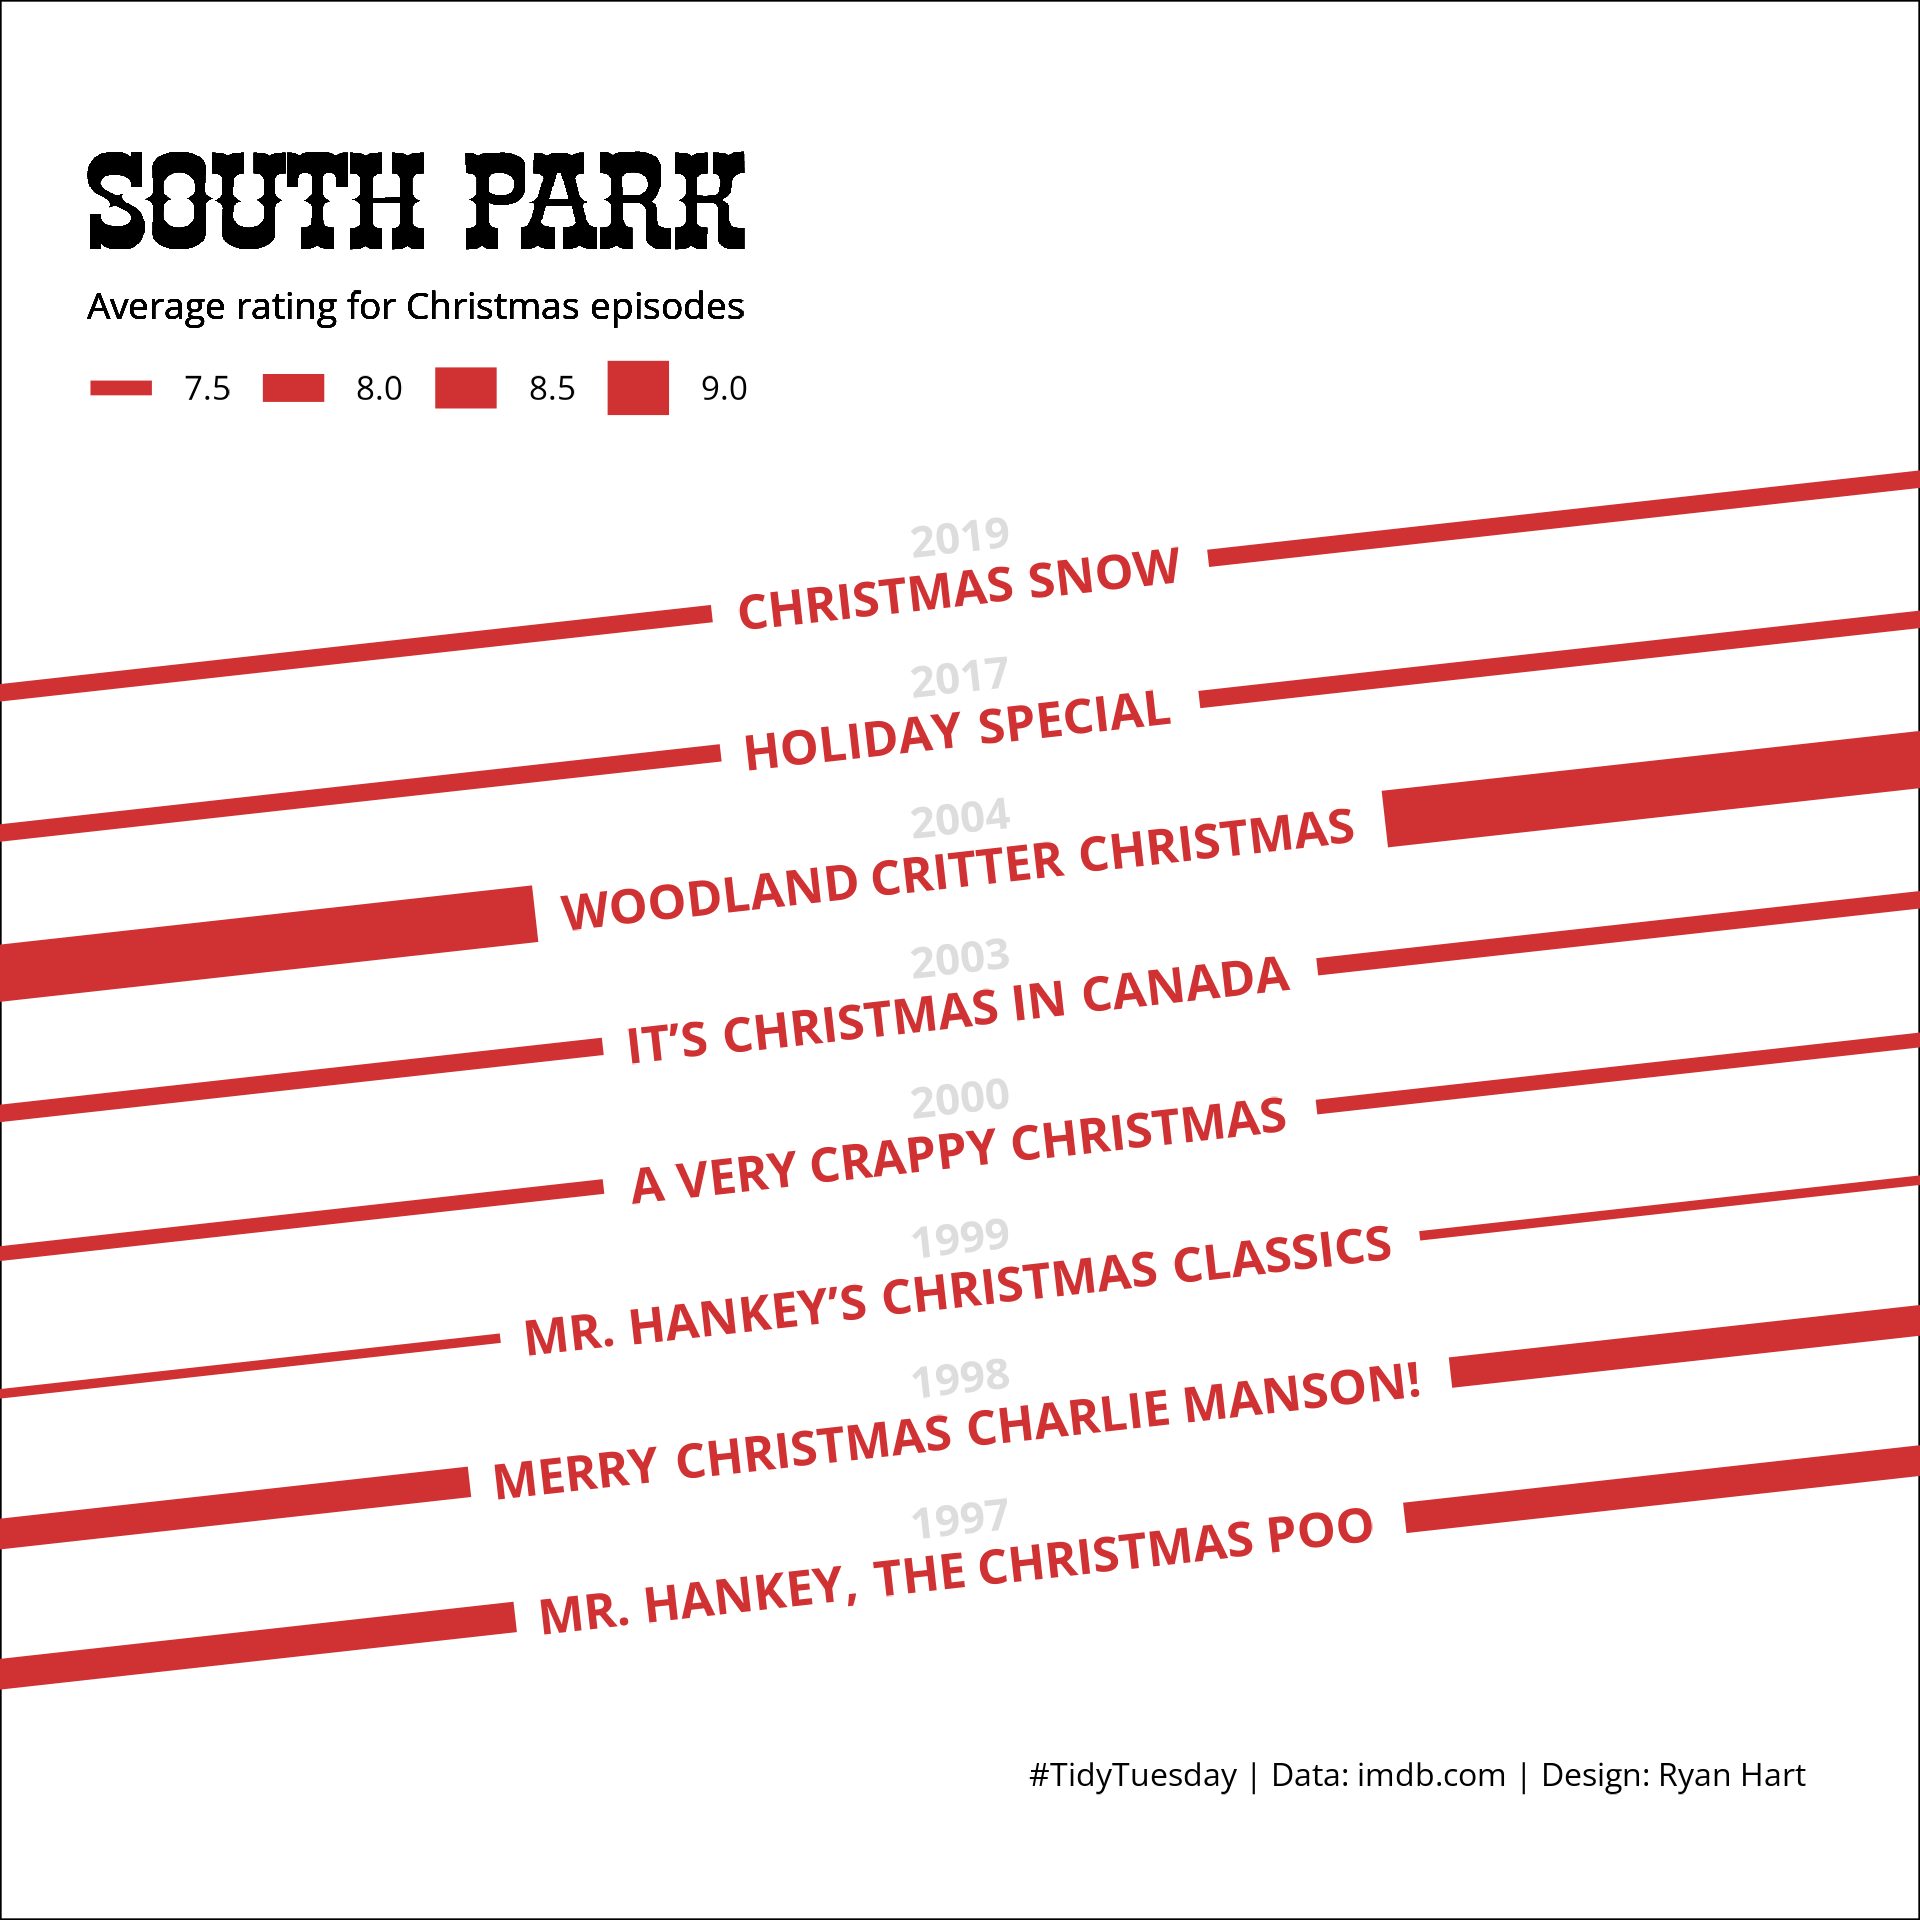 SOUTH PARK
Average rating for Christmas episodes
7.5 8.0 8.5 9.0
2019
CHRISTMAS SNOW
2017
HOLIDAY SPECIAL
2004
WOODLAND CRITTER CHRISTMAS
2003
IT’S CHRISTMAS IN CANADA
2000
A VERY CRAPPY CHRISTMAS
1999
MR. HANKEY’S CHRISTMAS CLASSICS
1998
MERRY CHRISTMAS CHARLIE MANSON!
1997
MR. HANKEY, THE CHRISTMAS POO
#TidyTuesday | Data: imdb.com | Design: Ryan Hart